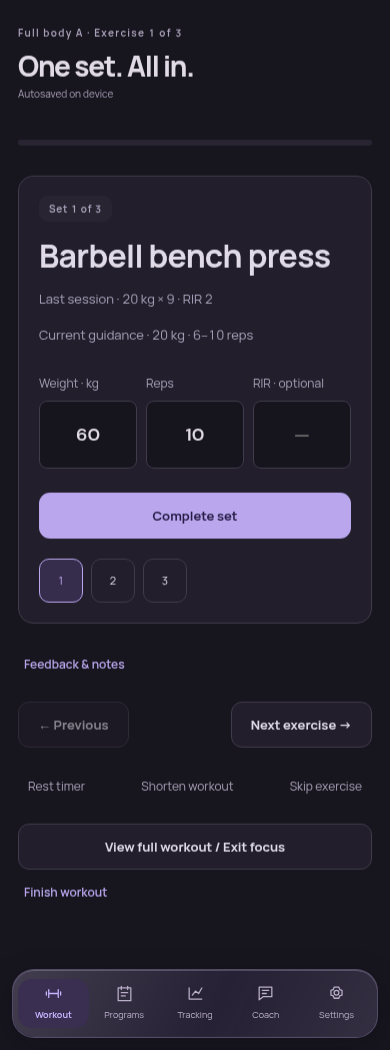 Full body A · Exercise 1 of 3
One set. All in.
Autosaved on device
Set 1 of 3
Barbell bench press
Last session · 20 kg × 9 · RIR 2
Current guidance · 20 kg · 6–10 reps
Weight · kg Reps RIR · optional
60 10 —
Complete set
1 2 3
Feedback & notes
← Previous Next exercise →
Rest timer Shorten workout Skip exercise
View full workout / Exit focus
Finish workout
Workout Programs Tracking Coach Settings